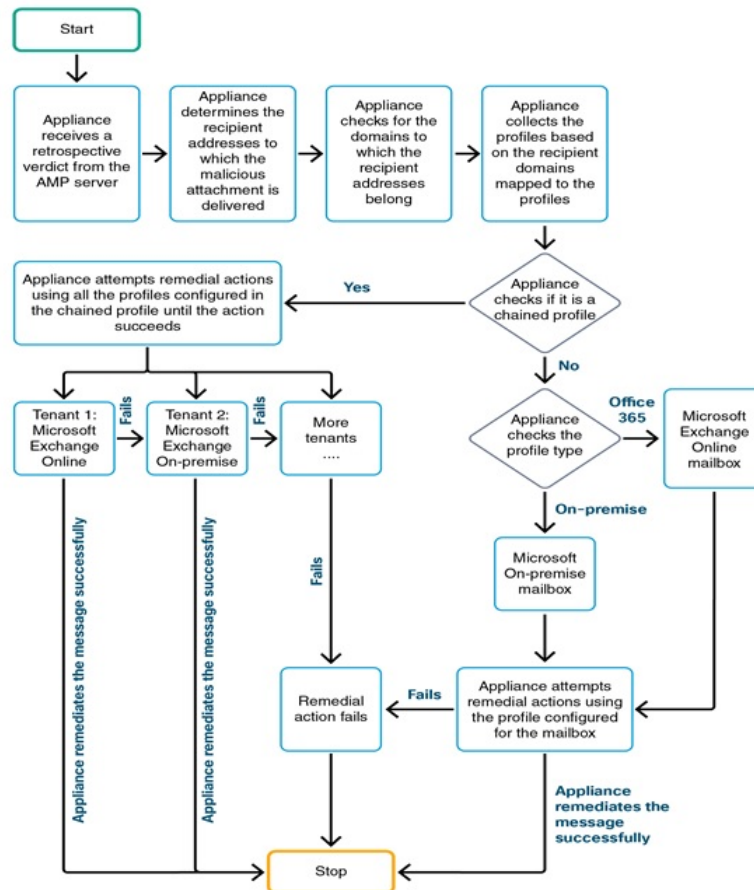 Start
Appliance
receives a
retrospective
verdict from the
AMP server
Appliance
determines the
recipient
addresses to
which the
malicious
attachment is
delivered
Appliance
checks for the
domains to
which the
recipient
addresses
belong
Appliance
collects the
profiles based
on the recipient
domains
mapped to the
profiles
Appliance
checks if it is a
chained profile
Yes
Appliance attempts remedial actions
using all the profiles configured in
the chained profile until the action
succeeds
No
Tenant 1:
Microsoft
Exchange
Online
Fails
Tenant 2:
Microsoft
Exchange
On-premise
Fails
More
tenants
....
Appliance
checks the
profile type
Office
365
Microsoft
Exchange
Online
mailbox
On-premise
Microsoft
On-premise
mailbox
Appliance remediates the message successfully
Appliance remediates the message successfully
Fails
Remedial
action fails
Fails
Appliance attempts
remedial actions using
the profile configured
for the mailbox
Appliance
remediates the
message
successfully
Stop